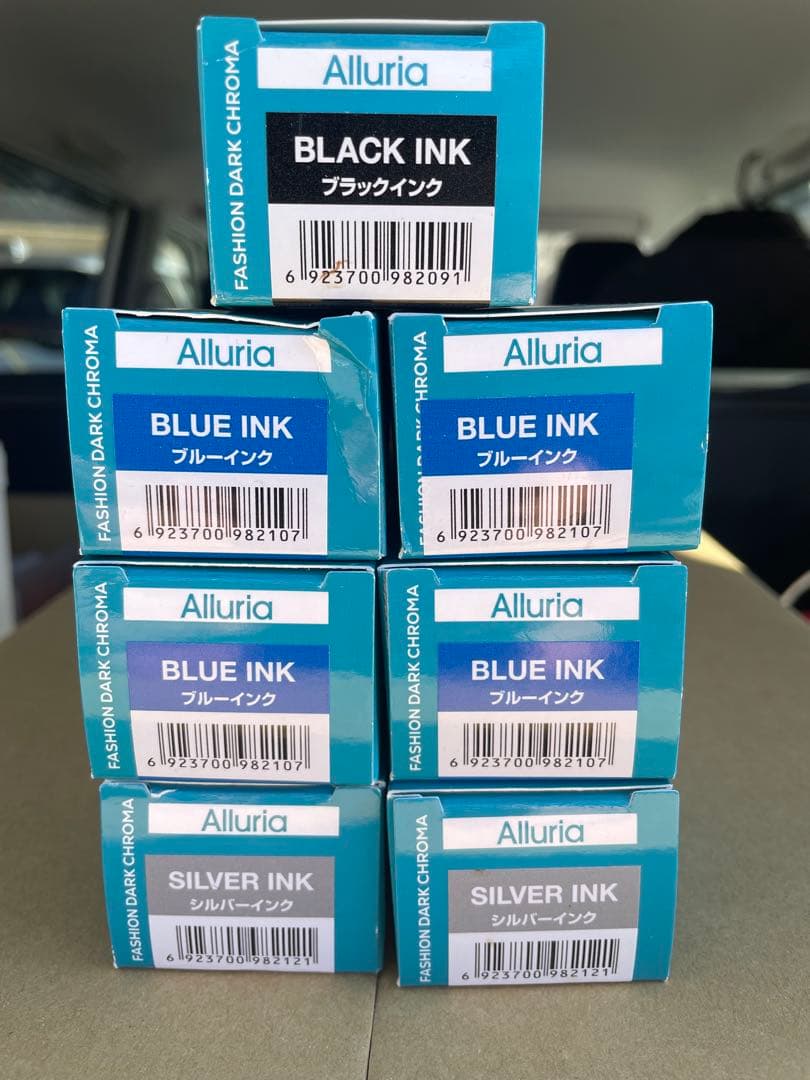 FASHION DARK CHROMA
Alluria
BLACK INK
ブラックインク
6 923700 982091
FASHION DARK CHROMA
Alluria
BLUE INK
ブルーインク
6 923700 982107
FASHION DARK CHROMA
Alluria
BLUE INK
ブルーインク
6 923700 982107
FASHION DARK CHROMA
Alluria
BLUE INK
ブルーインク
6 923700 982107
FASHION DARK CHROMA
Alluria
BLUE INK
ブルーインク
6 923700 982107
FASHION DARK CHROMA
Alluria
SILVER INK
シルバーインク
6 923700 982121
FASHION DARK CHROMA
Alluria
SILVER INK
シルバーインク
6 923700 982121